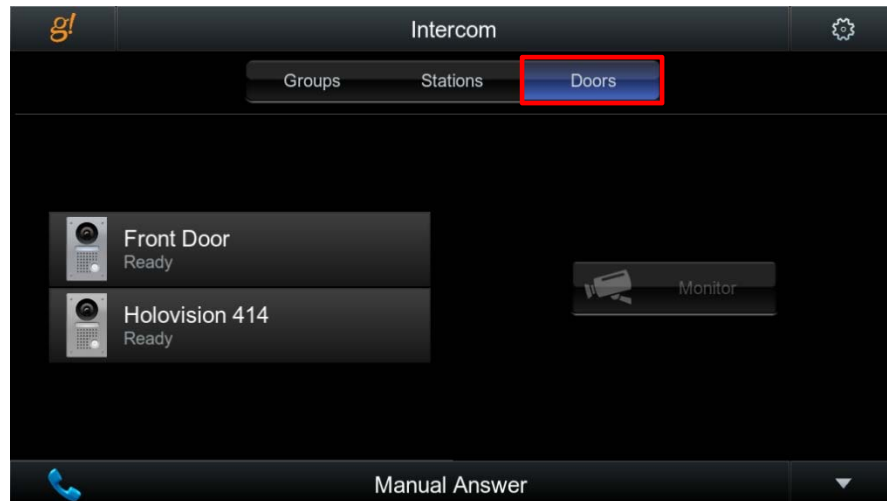 g!
Intercom
Groups Stations Doors
Front Door
Ready
Monitor
Holovision 414
Ready
Manual Answer